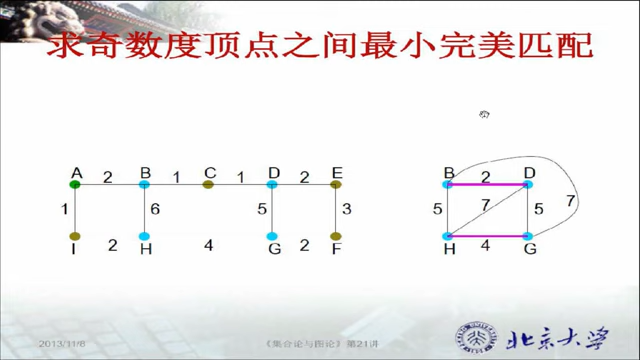 求奇数度顶点之间最小完美匹配
A 2 B 1 C 1 D 2 E
1 6 5 3
I 2 H 4 G 2 F
B 2 D
5 7 5 7
H 4 G
2013/11/8
《集合论与图论》第21讲
北京大学